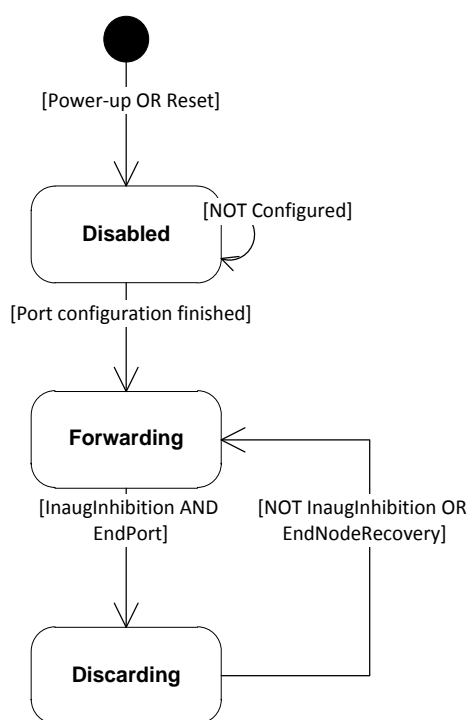 [Power-up OR Reset]
[NOT Configured]
Disabled
[Port configuration finished]
Forwarding
[InaugInhibition AND
EndPort]
[NOT InaugInhibition OR
EndNodeRecovery]
Discarding